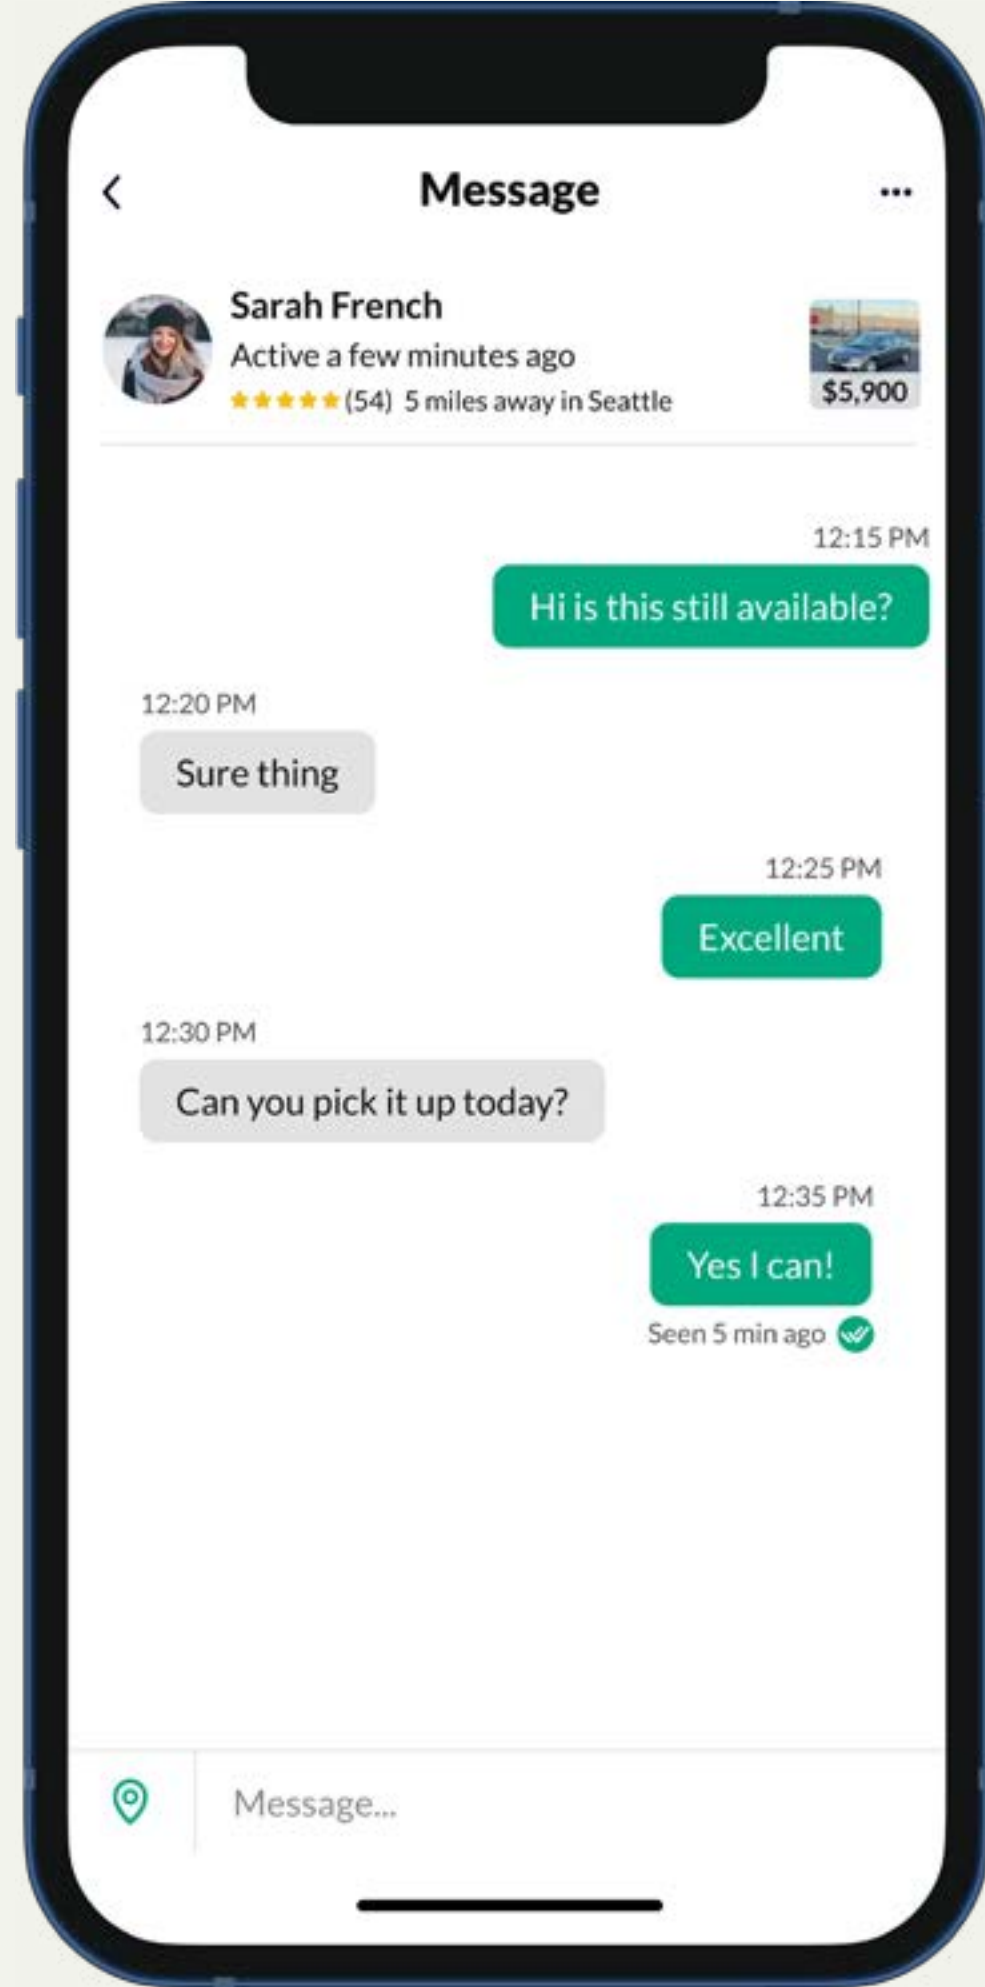 Message
Sarah French
Active a few minutes ago
(54) 5 miles away in Seattle
$5,900
12:15 PM
Hi is this still available?
12:20 PM
Sure thing
12:25 PM
Excellent
12:30 PM
Can you pick it up today?
12:35 PM
Yes I can!
Seen 5 min ago
Message...